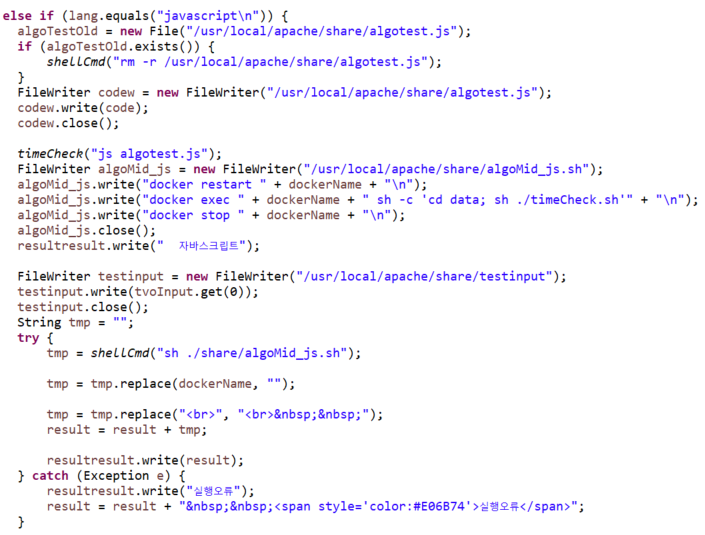 else if (lang.equals("javascript\n")) {
algoTestOld = new File("/usr/local/apache/share/algotest.js");
if (algoTestOld.exists()) {
shellCmd("rm -r /usr/local/apache/share/algotest.js");
}
FileWriter codew = new FileWriter("/usr/local/apache/share/algotest.js");
codew.write(code);
codew.close();
timeCheck("js algotest.js");
FileWriter algoMid_js = new FileWriter("/usr/local/apache/share/algoMid_js.sh");
algoMid_js.write("docker restart " + dockerName + "\n");
algoMid_js.write("docker exec " + dockerName + " sh -c 'cd data; sh ./timeCheck.sh'" + "\n");
algoMid_js.write("docker stop " + dockerName + "\n");
algoMid_js.close();
resultresult.write("  자바스크립트");
FileWriter testinput = new FileWriter("/usr/local/apache/share/testinput");
testinput.write(tvoInput.get(0));
testinput.close();
String tmp = "";
try {
tmp = shellCmd("sh ./share/algoMid_js.sh");
tmp = tmp.replace(dockerName, "");
tmp = tmp.replace("<br>", "<br>&nbsp;&nbsp;");
result = result + tmp;
resultresult.write(result);
} catch (Exception e) {
resultresult.write("실행오류");
result = result + "&nbsp;&nbsp;<span style='color:#E06B74'>실행오류</span>";
}